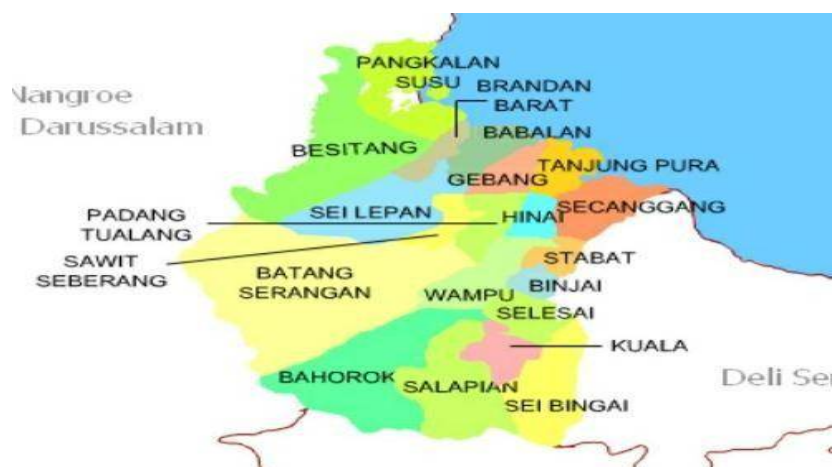 PANGKALAN
SUSU
BRANDAN
BARAT
Nangroe
Darussalam
BABALAN
BESITANG
TANJUNG PURA
GEBANG
SECANGGANG
SEI LEPAN
HINAI
PADANG
TUALANG
SAWIT
SEBERANG
STABAT
BATANG
SERANGAN
BINJAI
WAMPU
SELESAI
KUALA
BAHOROK
SALAPIAN
Deli
SEI BINGAI